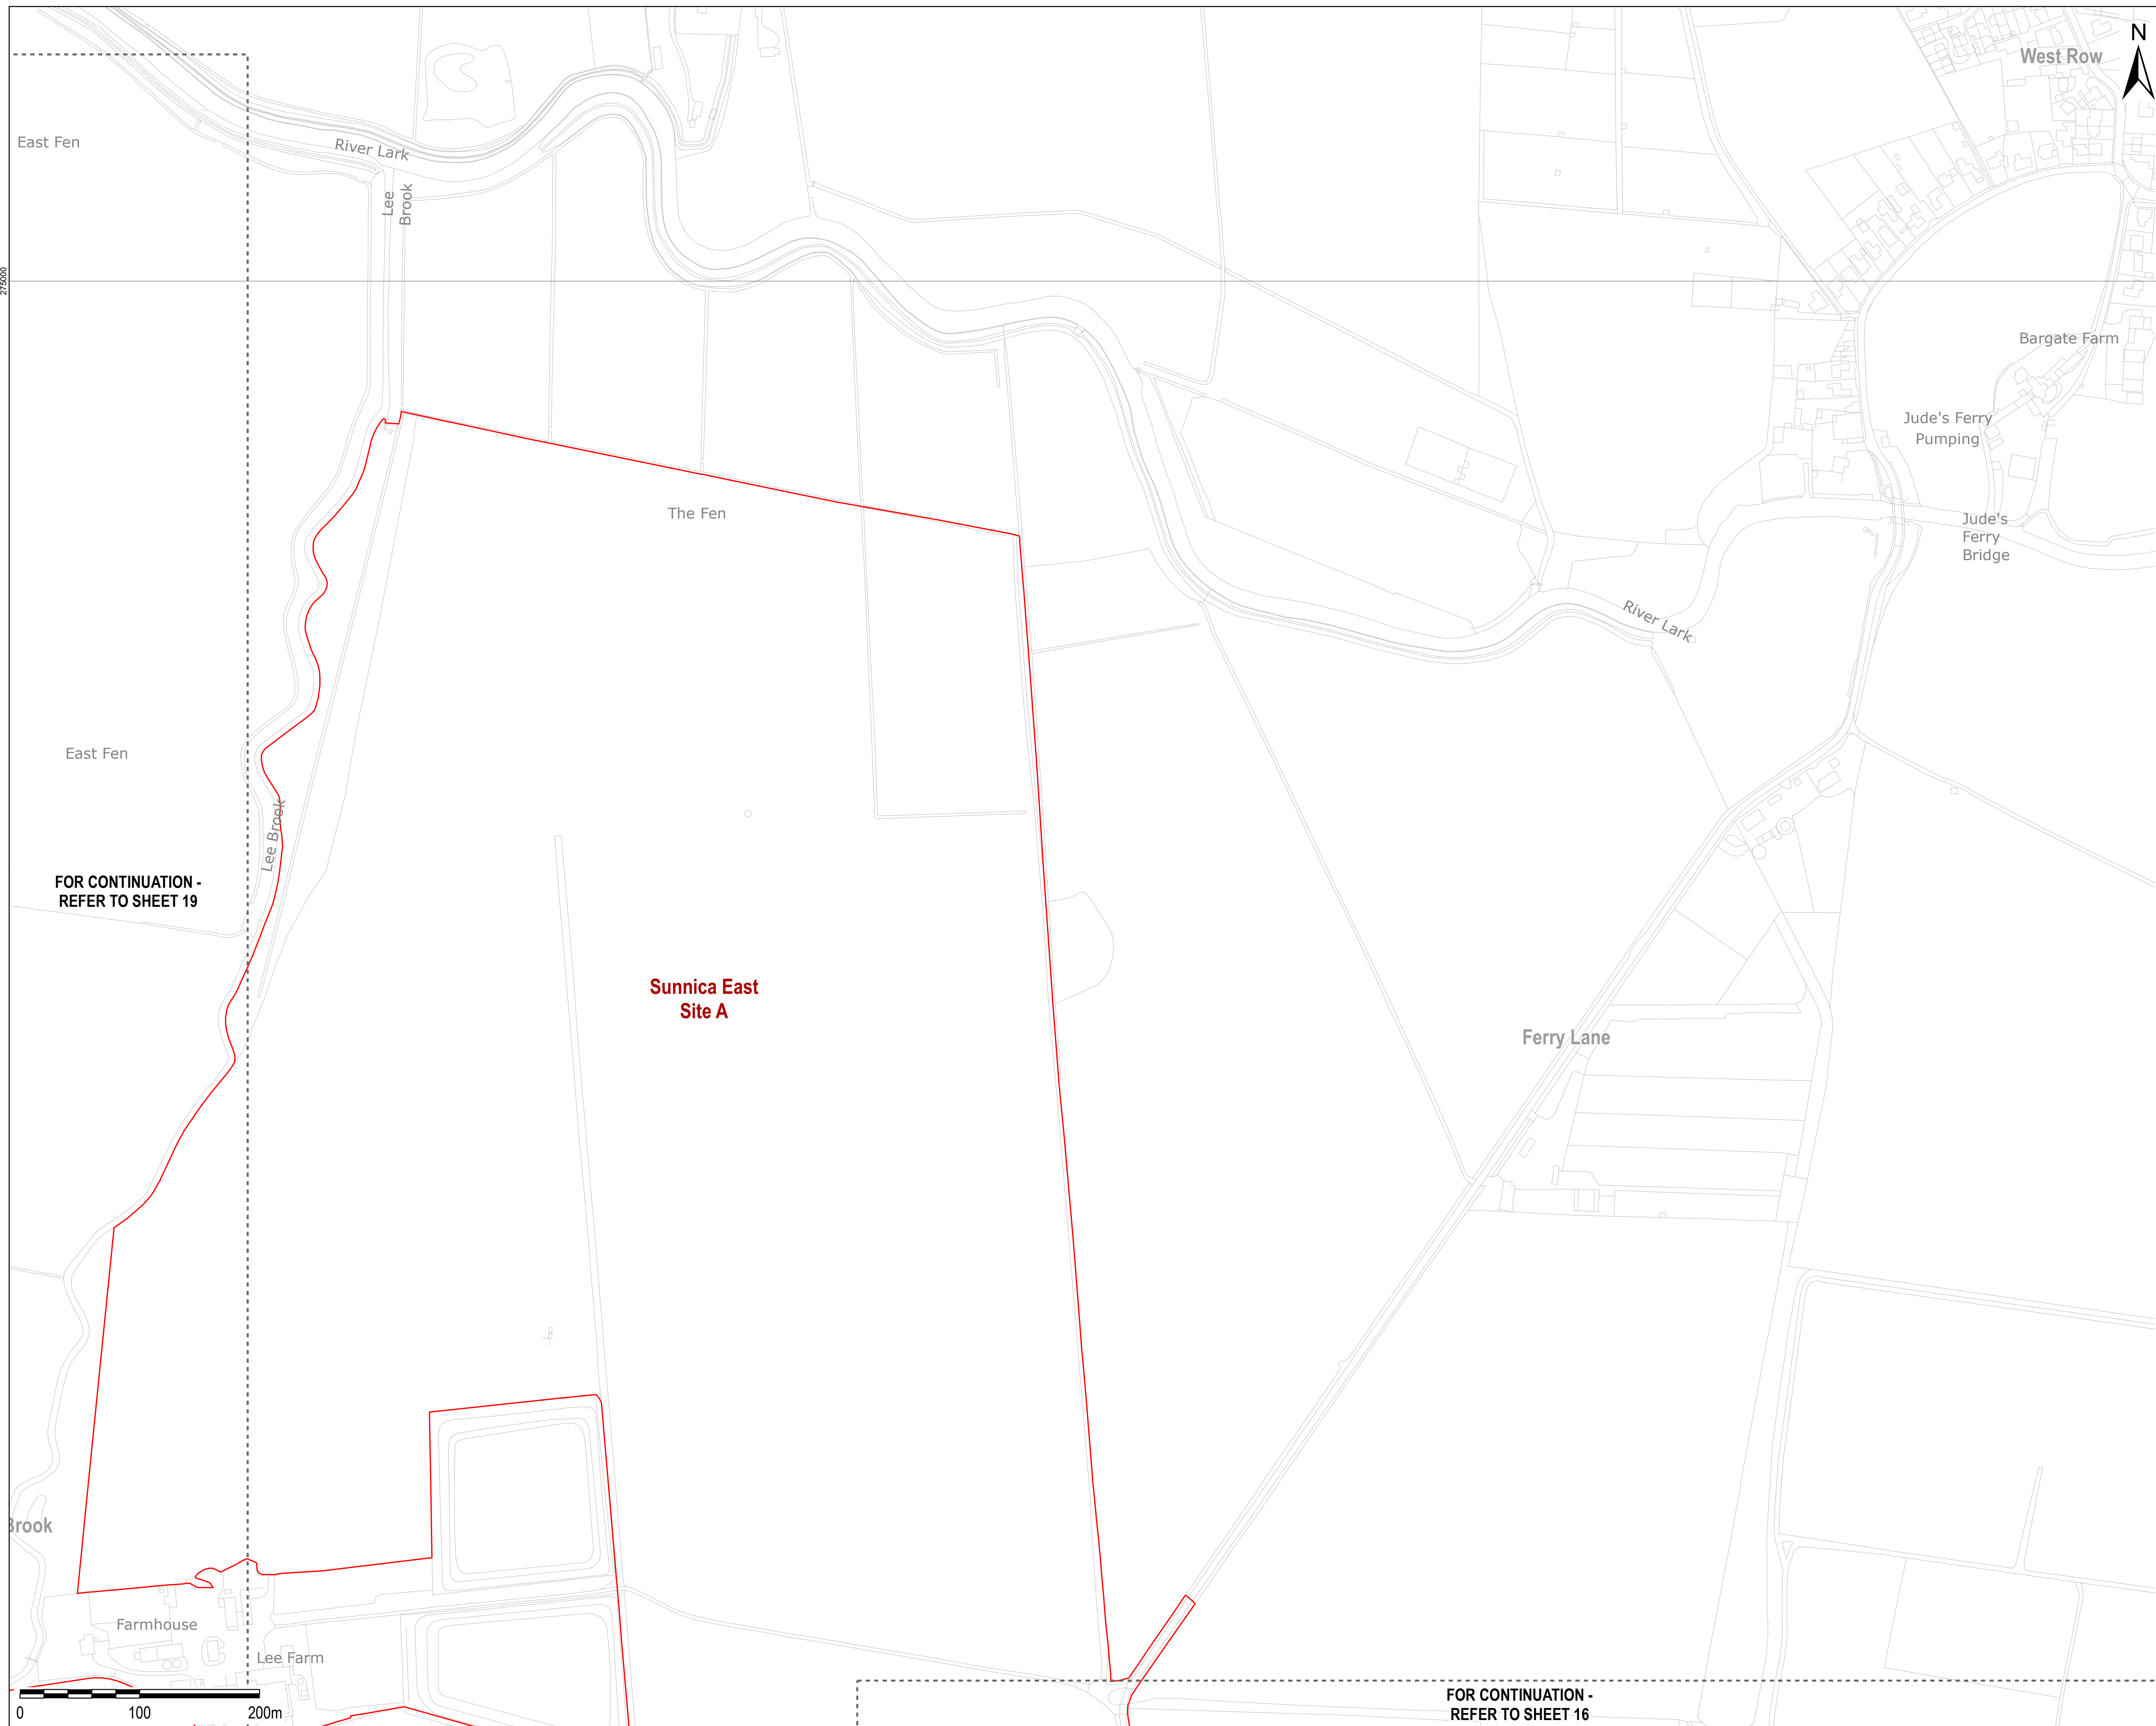 N
West Row
East Fen
River Lark
Lee
Brook
275000
Bargate Farm
Jude's Ferry
Pumping
The Fen
Jude's
Ferry
Bridge
River Lark
East Fen
Lee Brook
FOR CONTINUATION -
REFER TO SHEET 19
Sunnica East
Site A
Ferry Lane
Brook
Farmhouse
Lee Farm
FOR CONTINUATION -
REFER TO SHEET 16
0 100 200m